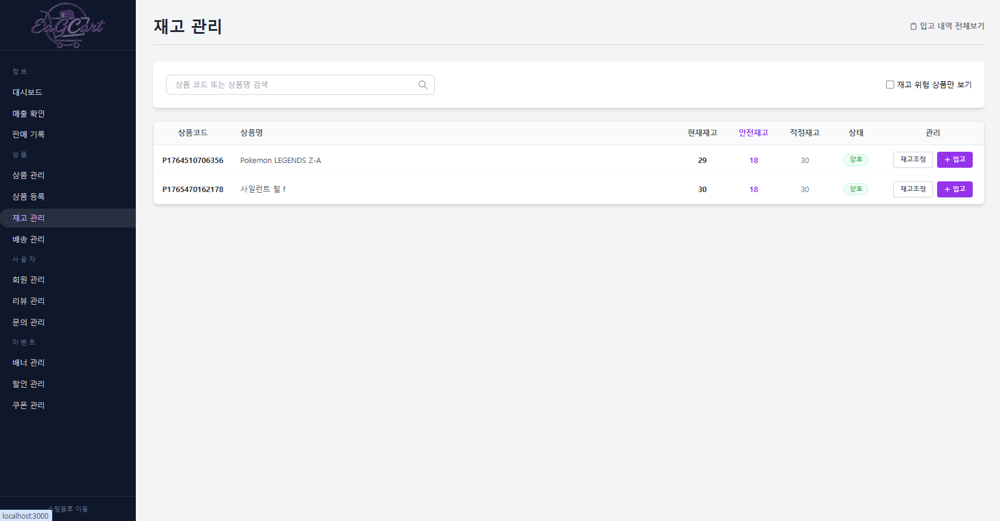 EaGCart
정보
대시보드
매출 확인
판매 기록
상품
상품 관리
상품 등록
재고 관리
배송 관리
사용자
회원 관리
리뷰 관리
문의 관리
이벤트
배너 관리
할인 관리
쿠폰 관리
쇼핑몰로 이동
localhost:3000
재고 관리
입고 내역 전체보기
상품 코드 또는 상품명 검색
재고 위험 상품만 보기
상품코드 상품명 현재재고 안전재고 적정재고 상태 관리
P1764510706356 Pokemon LEGENDS Z-A 29 18 30 양호 재고조정 + 입고
P1765470162178 사일런트 힐 f 30 18 30 양호 재고조정 + 입고